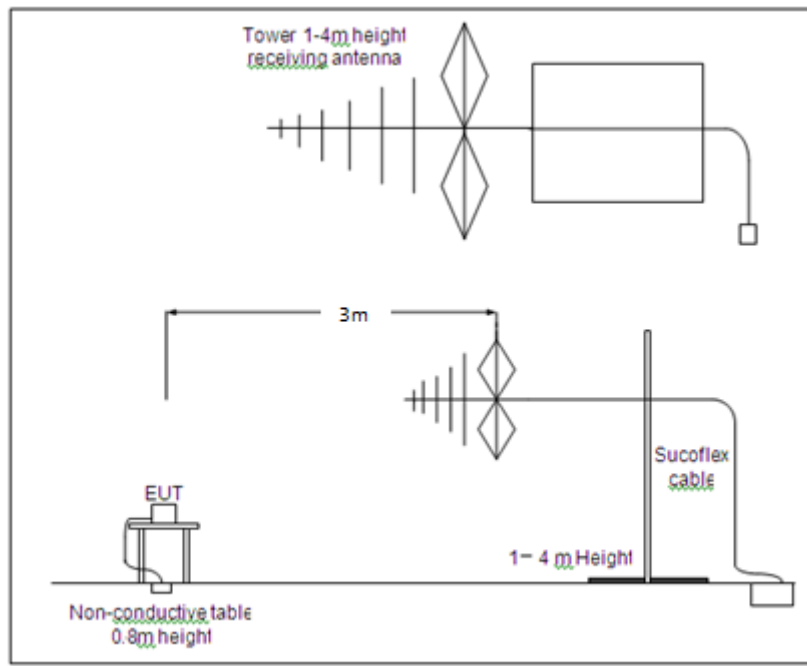 Tower 1-4m height
receiving antenna
3m
EUT
Sucoflex
cable
1– 4 m Height
Non-conductive table
0.8m height